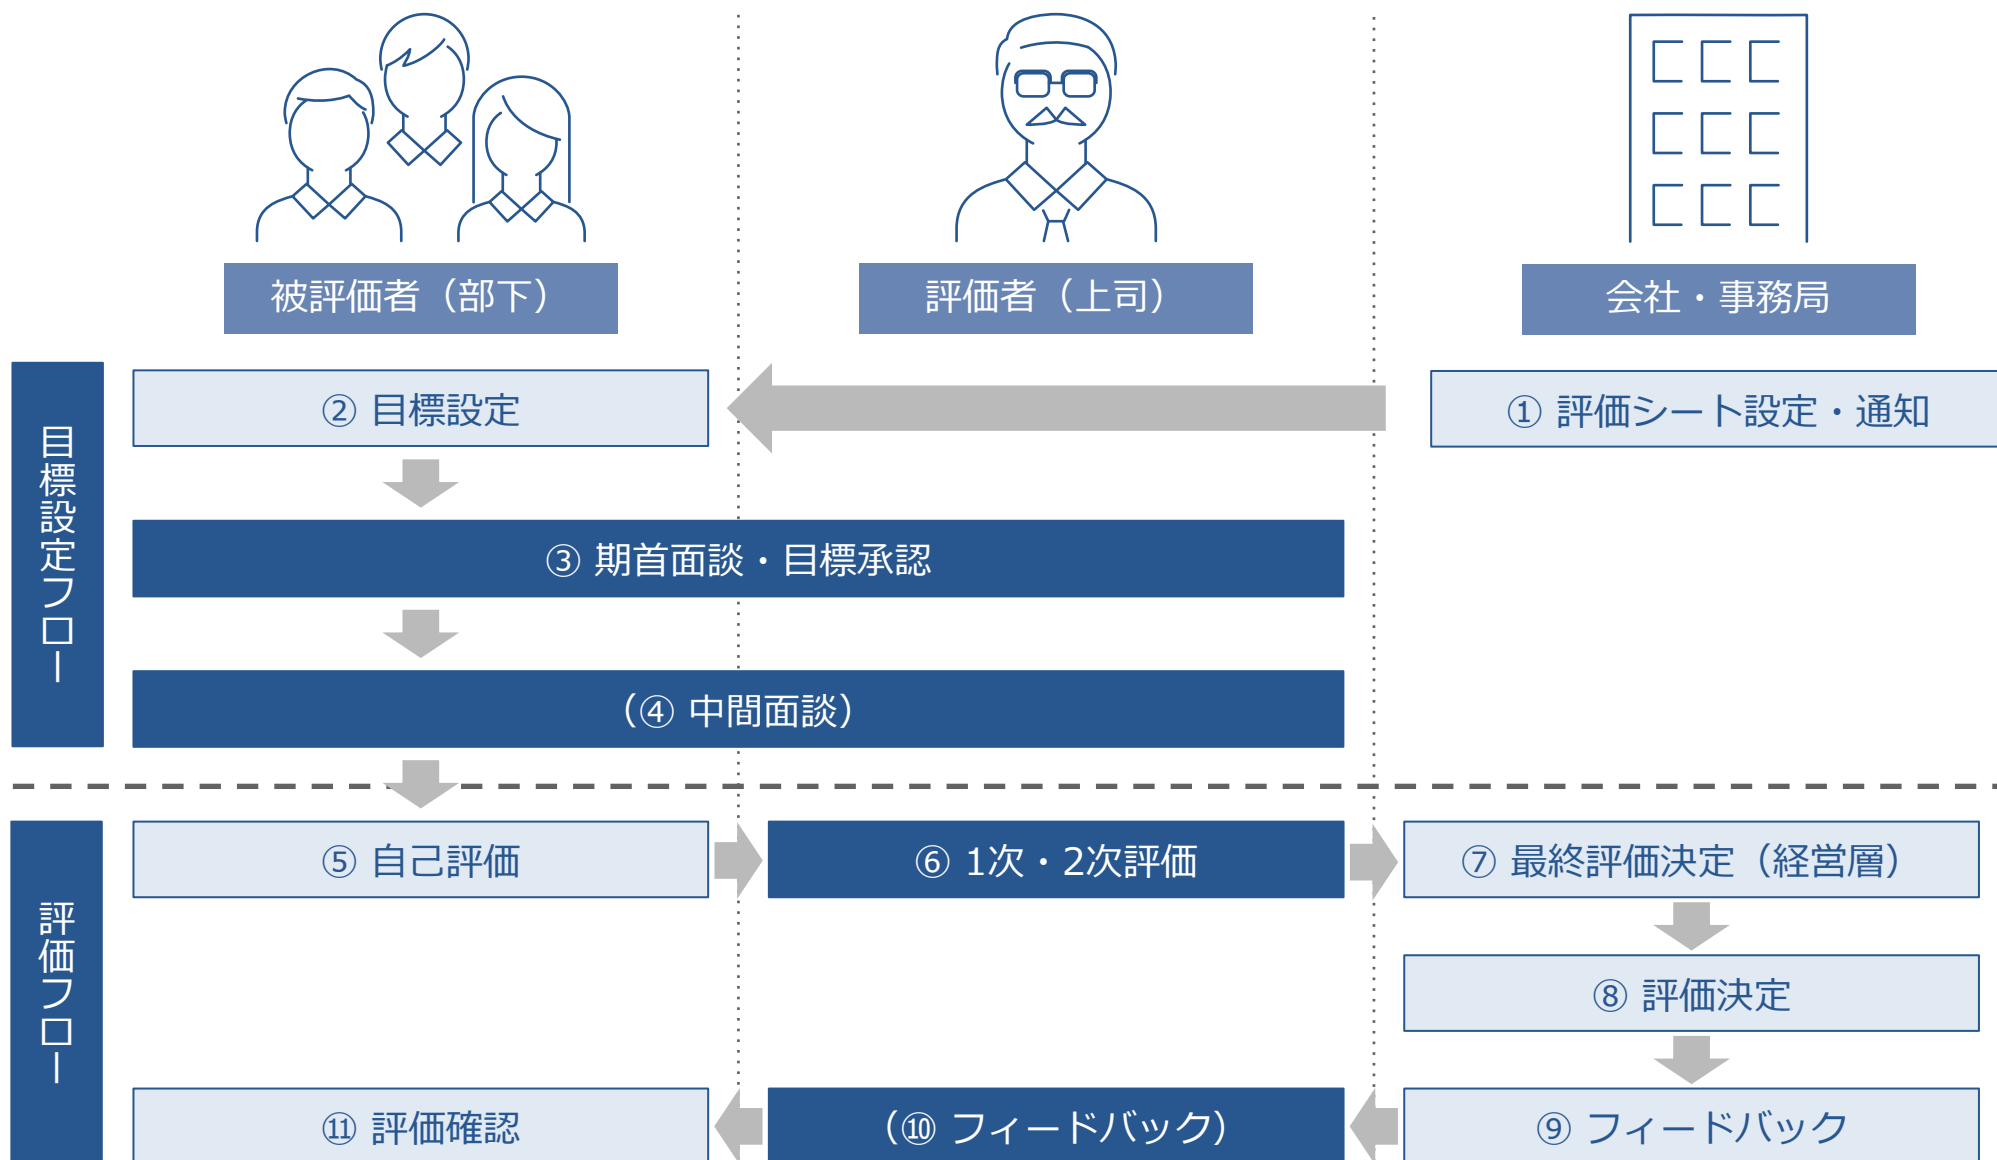 被評価者（部下）
評価者（上司）
会社・事務局
目標設定フロー
② 目標設定
① 評価シート設定・通知
③ 期首面談・目標承認
（④ 中間面談）
評価フロー
⑤ 自己評価
⑥ 1次・2次評価
⑦ 最終評価決定（経営層）
⑧ 評価決定
⑪ 評価確認
（⑩ フィードバック）
⑨ フィードバック